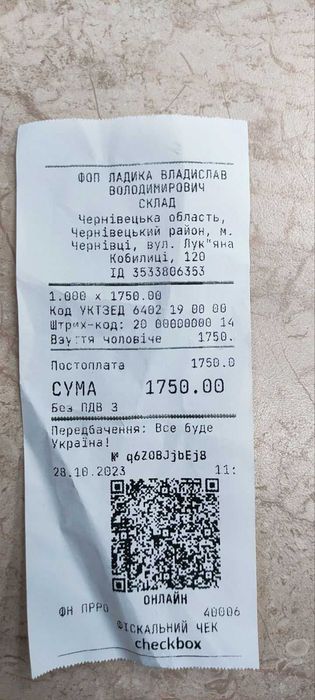 ФОП ЛАДИКА ВЛАДИСЛАВ
ВОЛОДИМИРОВИЧ
СКЛАД
Чернівецька область,
Чернівецький район, м.
Чернівці, вул. Лук"яна
Кобилиці, 120
ІД 3533806353
1.000 x 1750.00
Код УКТЗЕД 6402 19 00 00
Штрих-код: 20 00000000 14
Взуття чоловіче 1750.
Постоплата 1750.0
СУМА 1750.00
Без ПДВ З
Передбачення: Все буде
Україна!
№ q6Z0BJjbEj8
28.10.2023 11:
ОНЛАЙН
ФН ПРРО 40006
ФІСКАЛЬНИЙ ЧЕК
checkbox